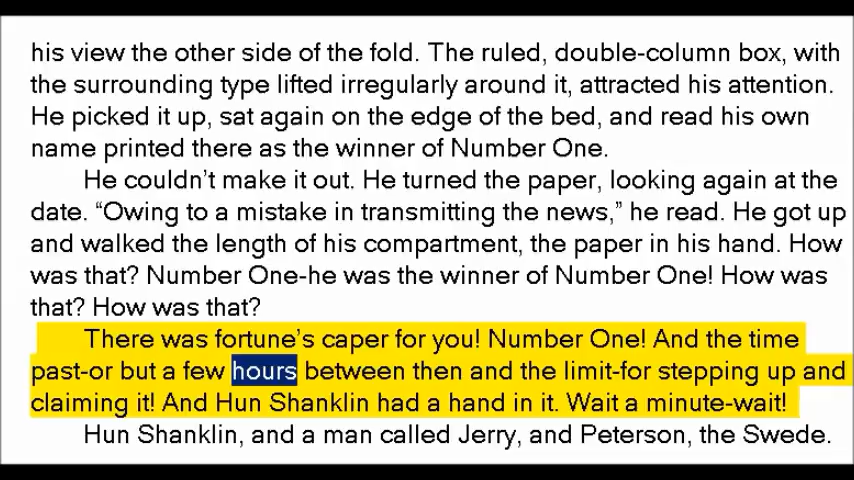 his view the other side of the fold. The ruled, double-column box, with
the surrounding type lifted irregularly around it, attracted his attention.
He picked it up, sat again on the edge of the bed, and read his own
name printed there as the winner of Number One.
He couldn’t make it out. He turned the paper, looking again at the
date. “Owing to a mistake in transmitting the news,” he read. He got up
and walked the length of his compartment, the paper in his hand. How
was that? Number One-he was the winner of Number One! How was
that? How was that?
There was fortune’s caper for you! Number One! And the time
past-or but a few hours between then and the limit-for stepping up and
claiming it! And Hun Shanklin had a hand in it. Wait a minute-wait!
Hun Shanklin, and a man called Jerry, and Peterson, the Swede.